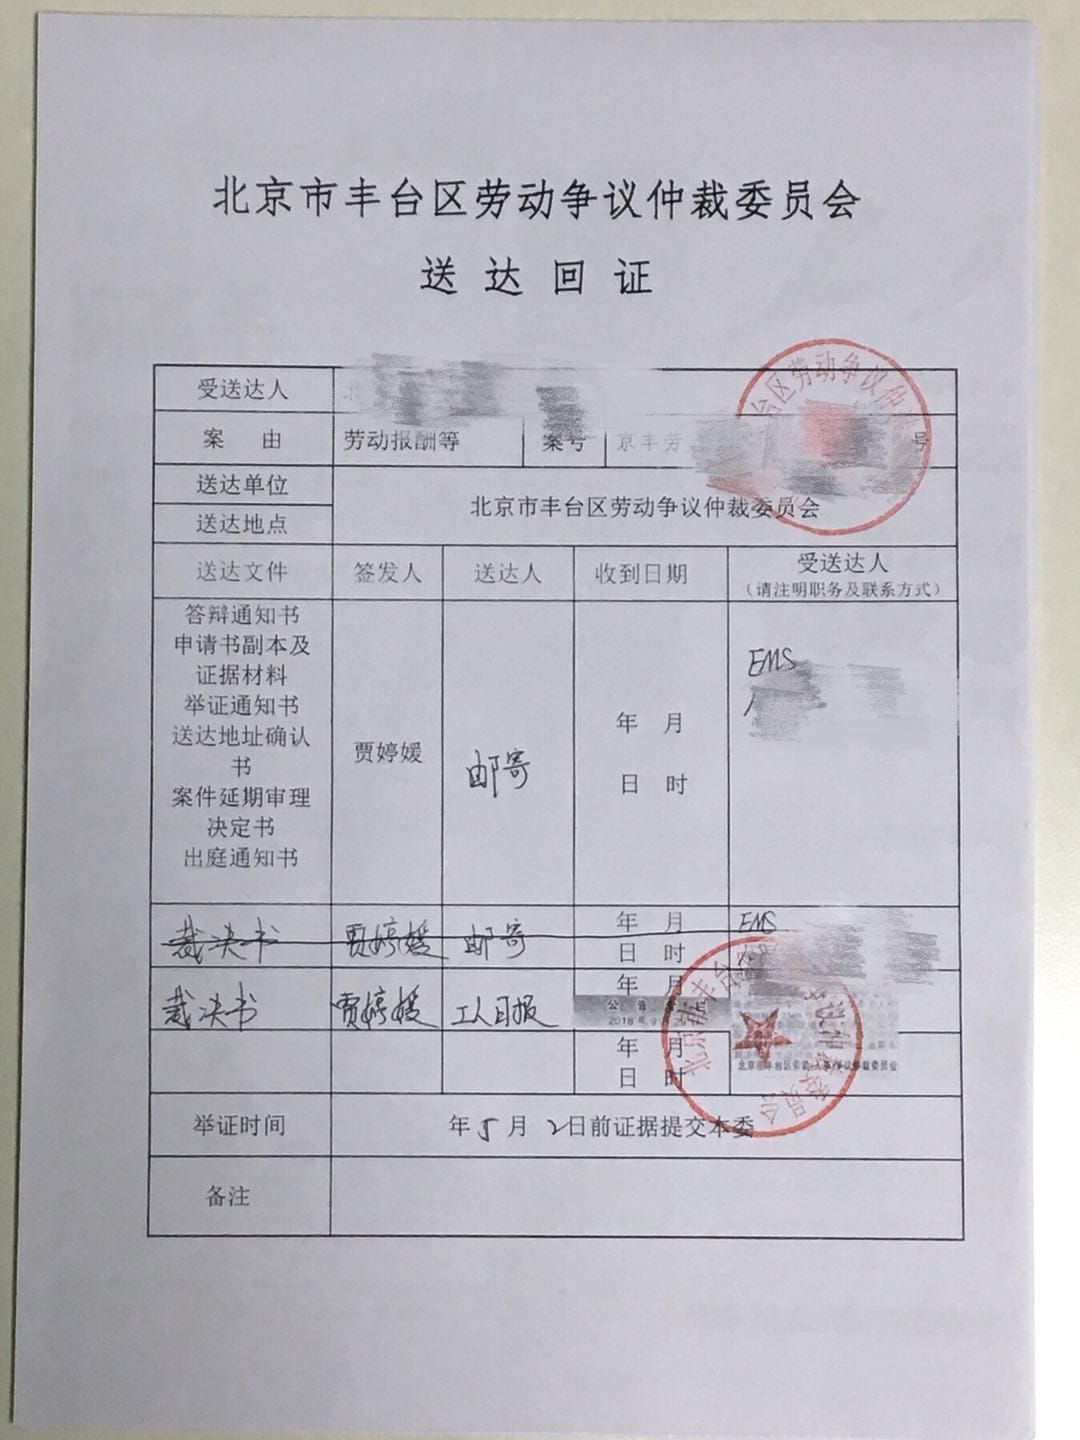 北京市丰台区劳动争议仲裁委员会
送达回证
受送达人 北
案由 劳动报酬等 案号 京丰劳 号
送达单位
送达地点
北京市丰台区劳动争议仲裁委员会
送达文件 签发人 送达人 收到日期 受送达人
（请注明职务及联系方式）
答辩通知书
申请书副本及
证据材料
举证通知书
送达地址确认
书
案件延期审理
决定书
出庭通知书
贾婷媛
邮寄
年 月
日 时
EMS
裁决书 贾婷媛 邮寄
年 月
日 时
EMS
裁决书 贾婷媛 工人日报
年 月
公告
2018年9
北京市丰台区劳动人事争议仲裁委员会
年 月
日 时
举证时间 年5月2日前证据提交本委
备注
台区劳动争议仲